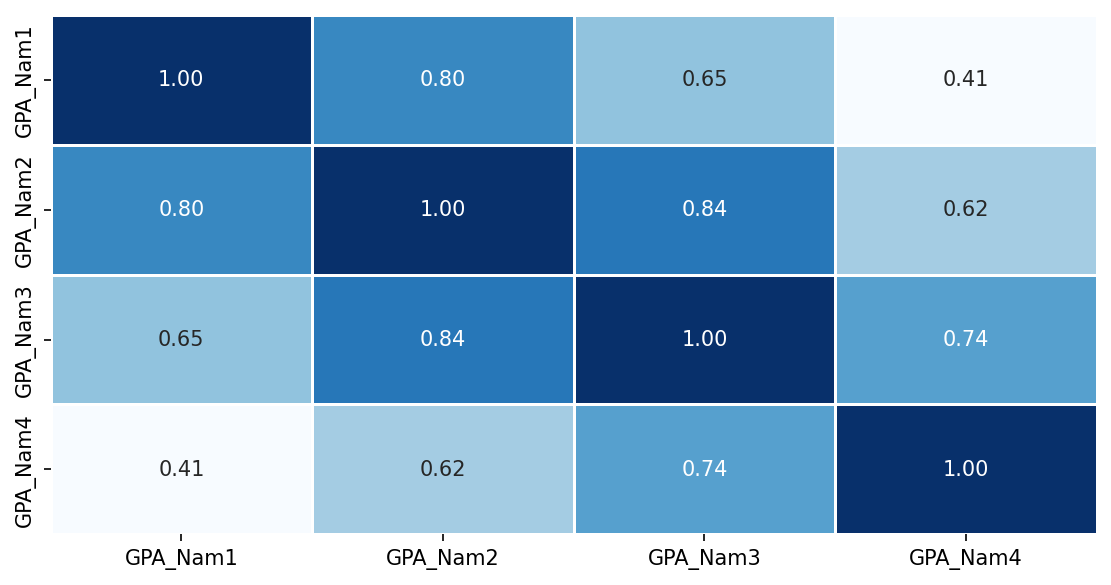 GPA_Nam1 1.00 0.80 0.65 0.41
GPA_Nam2 0.80 1.00 0.84 0.62
GPA_Nam3 0.65 0.84 1.00 0.74
GPA_Nam4 0.41 0.62 0.74 1.00
GPA_Nam1 GPA_Nam2 GPA_Nam3 GPA_Nam4